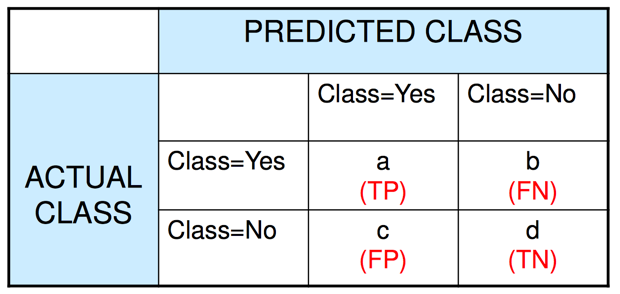 PREDICTED CLASS
Class=Yes Class=No
ACTUAL CLASS
Class=Yes a (TP) b (FN)
Class=No c (FP) d (TN)